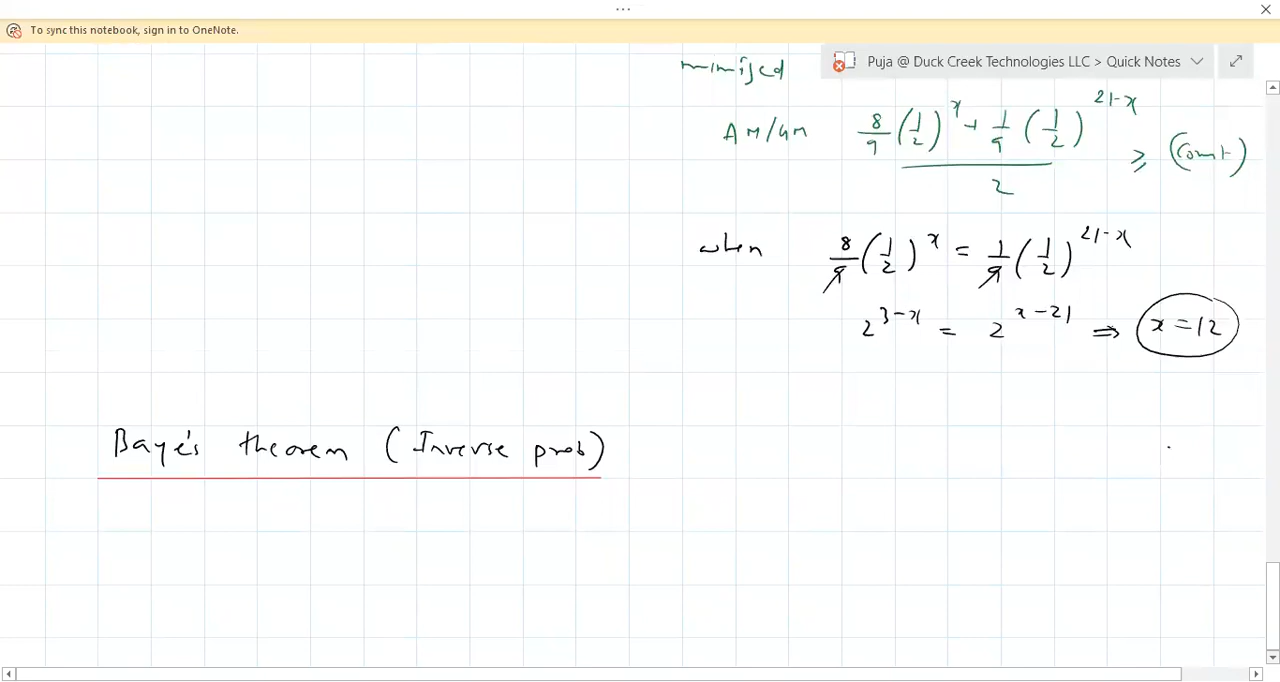 To sync this notebook, sign in to OneNote.
Puja @ Duck Creek Technologies LLC > Quick Notes
minimised
AM/GM 8/9 (1/2)^x + 1/9 (1/2)^21-x / 2 ≥ (const)
when 8/9 (1/2)^x = 1/9 (1/2)^21-x
2^3-x = 2^x-21 ⇒ x = 12
Baye's theorem (Inverse prob)